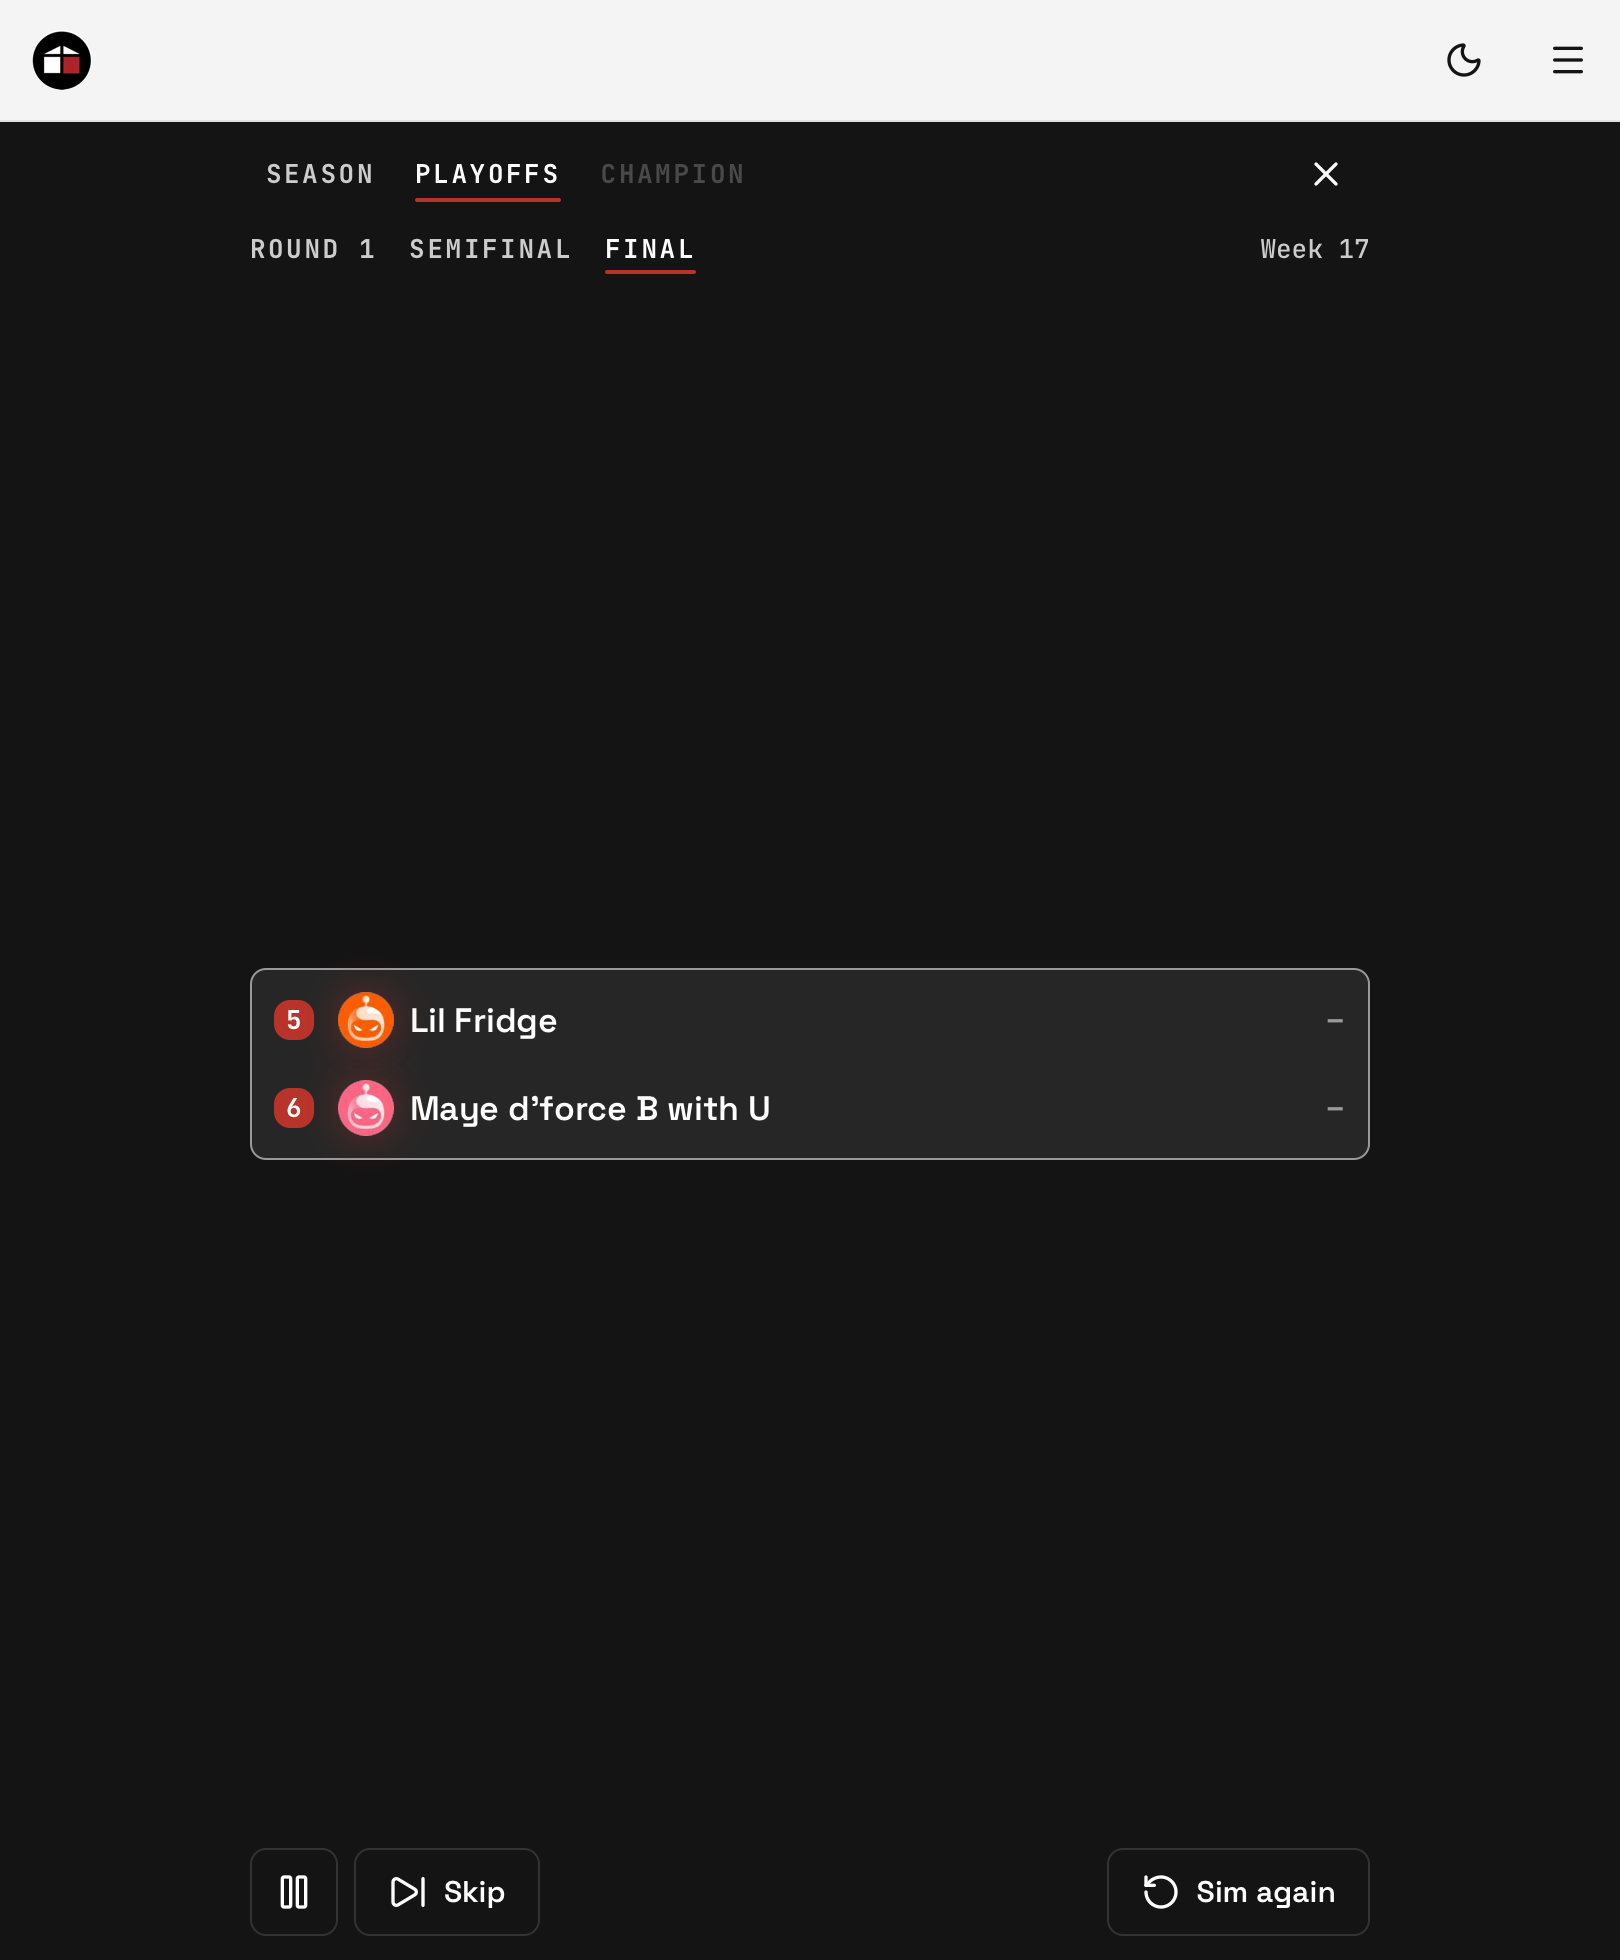 SEASON PLAYOFFS CHAMPION
ROUND 1 SEMIFINAL FINAL Week 17
5 Lil Fridge –
6 Maye d’force B with U –
Skip Sim again